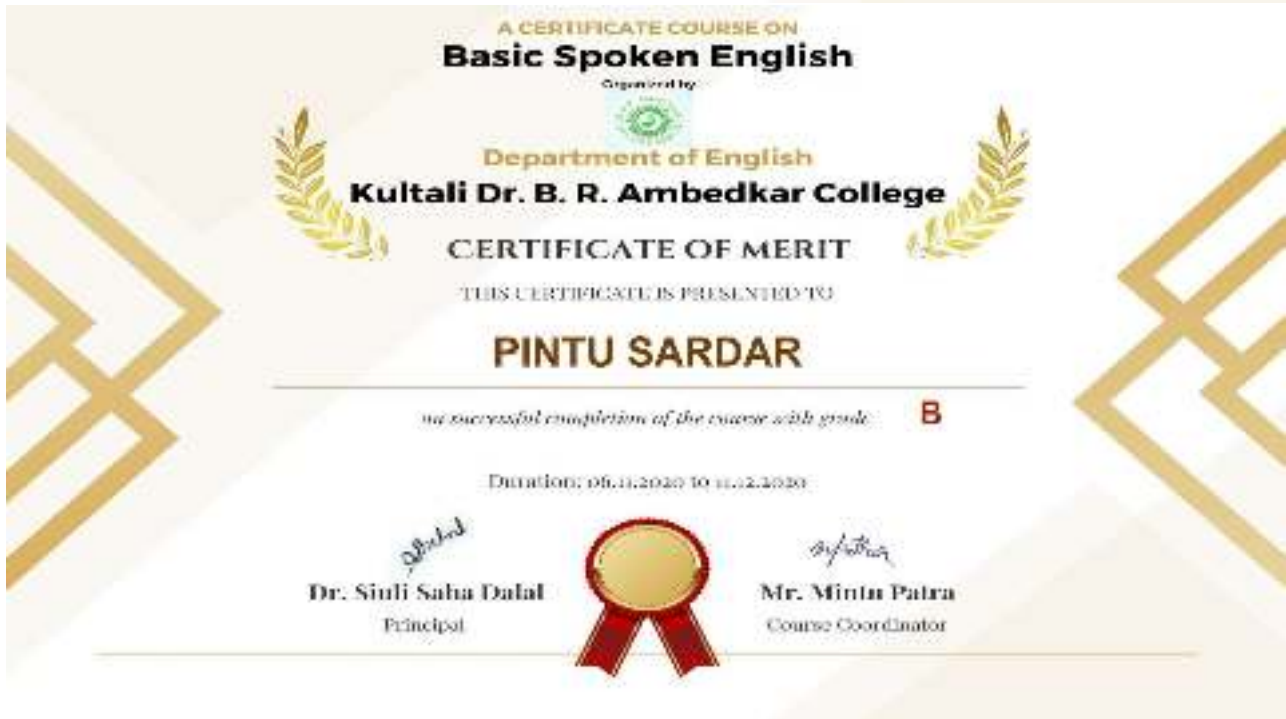 A CERTIFICATE COURSE ON
Basic Spoken English
Organized by
Department of English
Kultali Dr. B. R. Ambedkar College
CERTIFICATE OF MERIT
THIS CERTIFICATE IS PRESENTED TO
PINTU SARDAR
on successful completion of the course with grade B
Duration: 06.11.2020 to 11.12.2020
Dr. Siuli Saha Dalal Mr. Mintu Patra
Principal Course Coordinator